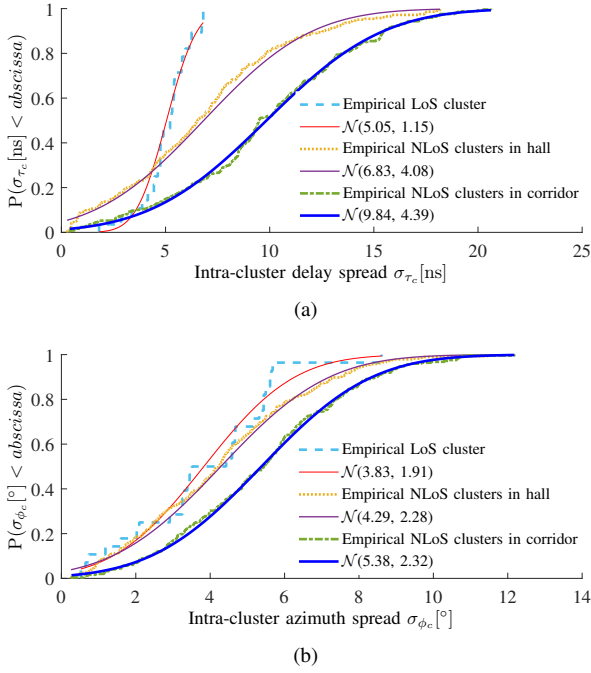 1
0.8
0.6
0.4
0.2
0
P(σ_{τ_c}[ns] < abscissa)
Empirical LoS cluster
𝒩(5.05, 1.15)
Empirical NLoS clusters in hall
𝒩(6.83, 4.08)
Empirical NLoS clusters in corridor
𝒩(9.84, 4.39)
0 5 10 15 20 25
Intra-cluster delay spread σ_{τ_c}[ns]
(a)
1
0.8
0.6
0.4
0.2
0
P(σ_{ϕ_c}[°] < abscissa)
Empirical LoS cluster
𝒩(3.83, 1.91)
Empirical NLoS clusters in hall
𝒩(4.29, 2.28)
Empirical NLoS clusters in corridor
𝒩(5.38, 2.32)
0 2 4 6 8 10 12 14
Intra-cluster azimuth spread σ_{ϕ_c}[°]
(b)